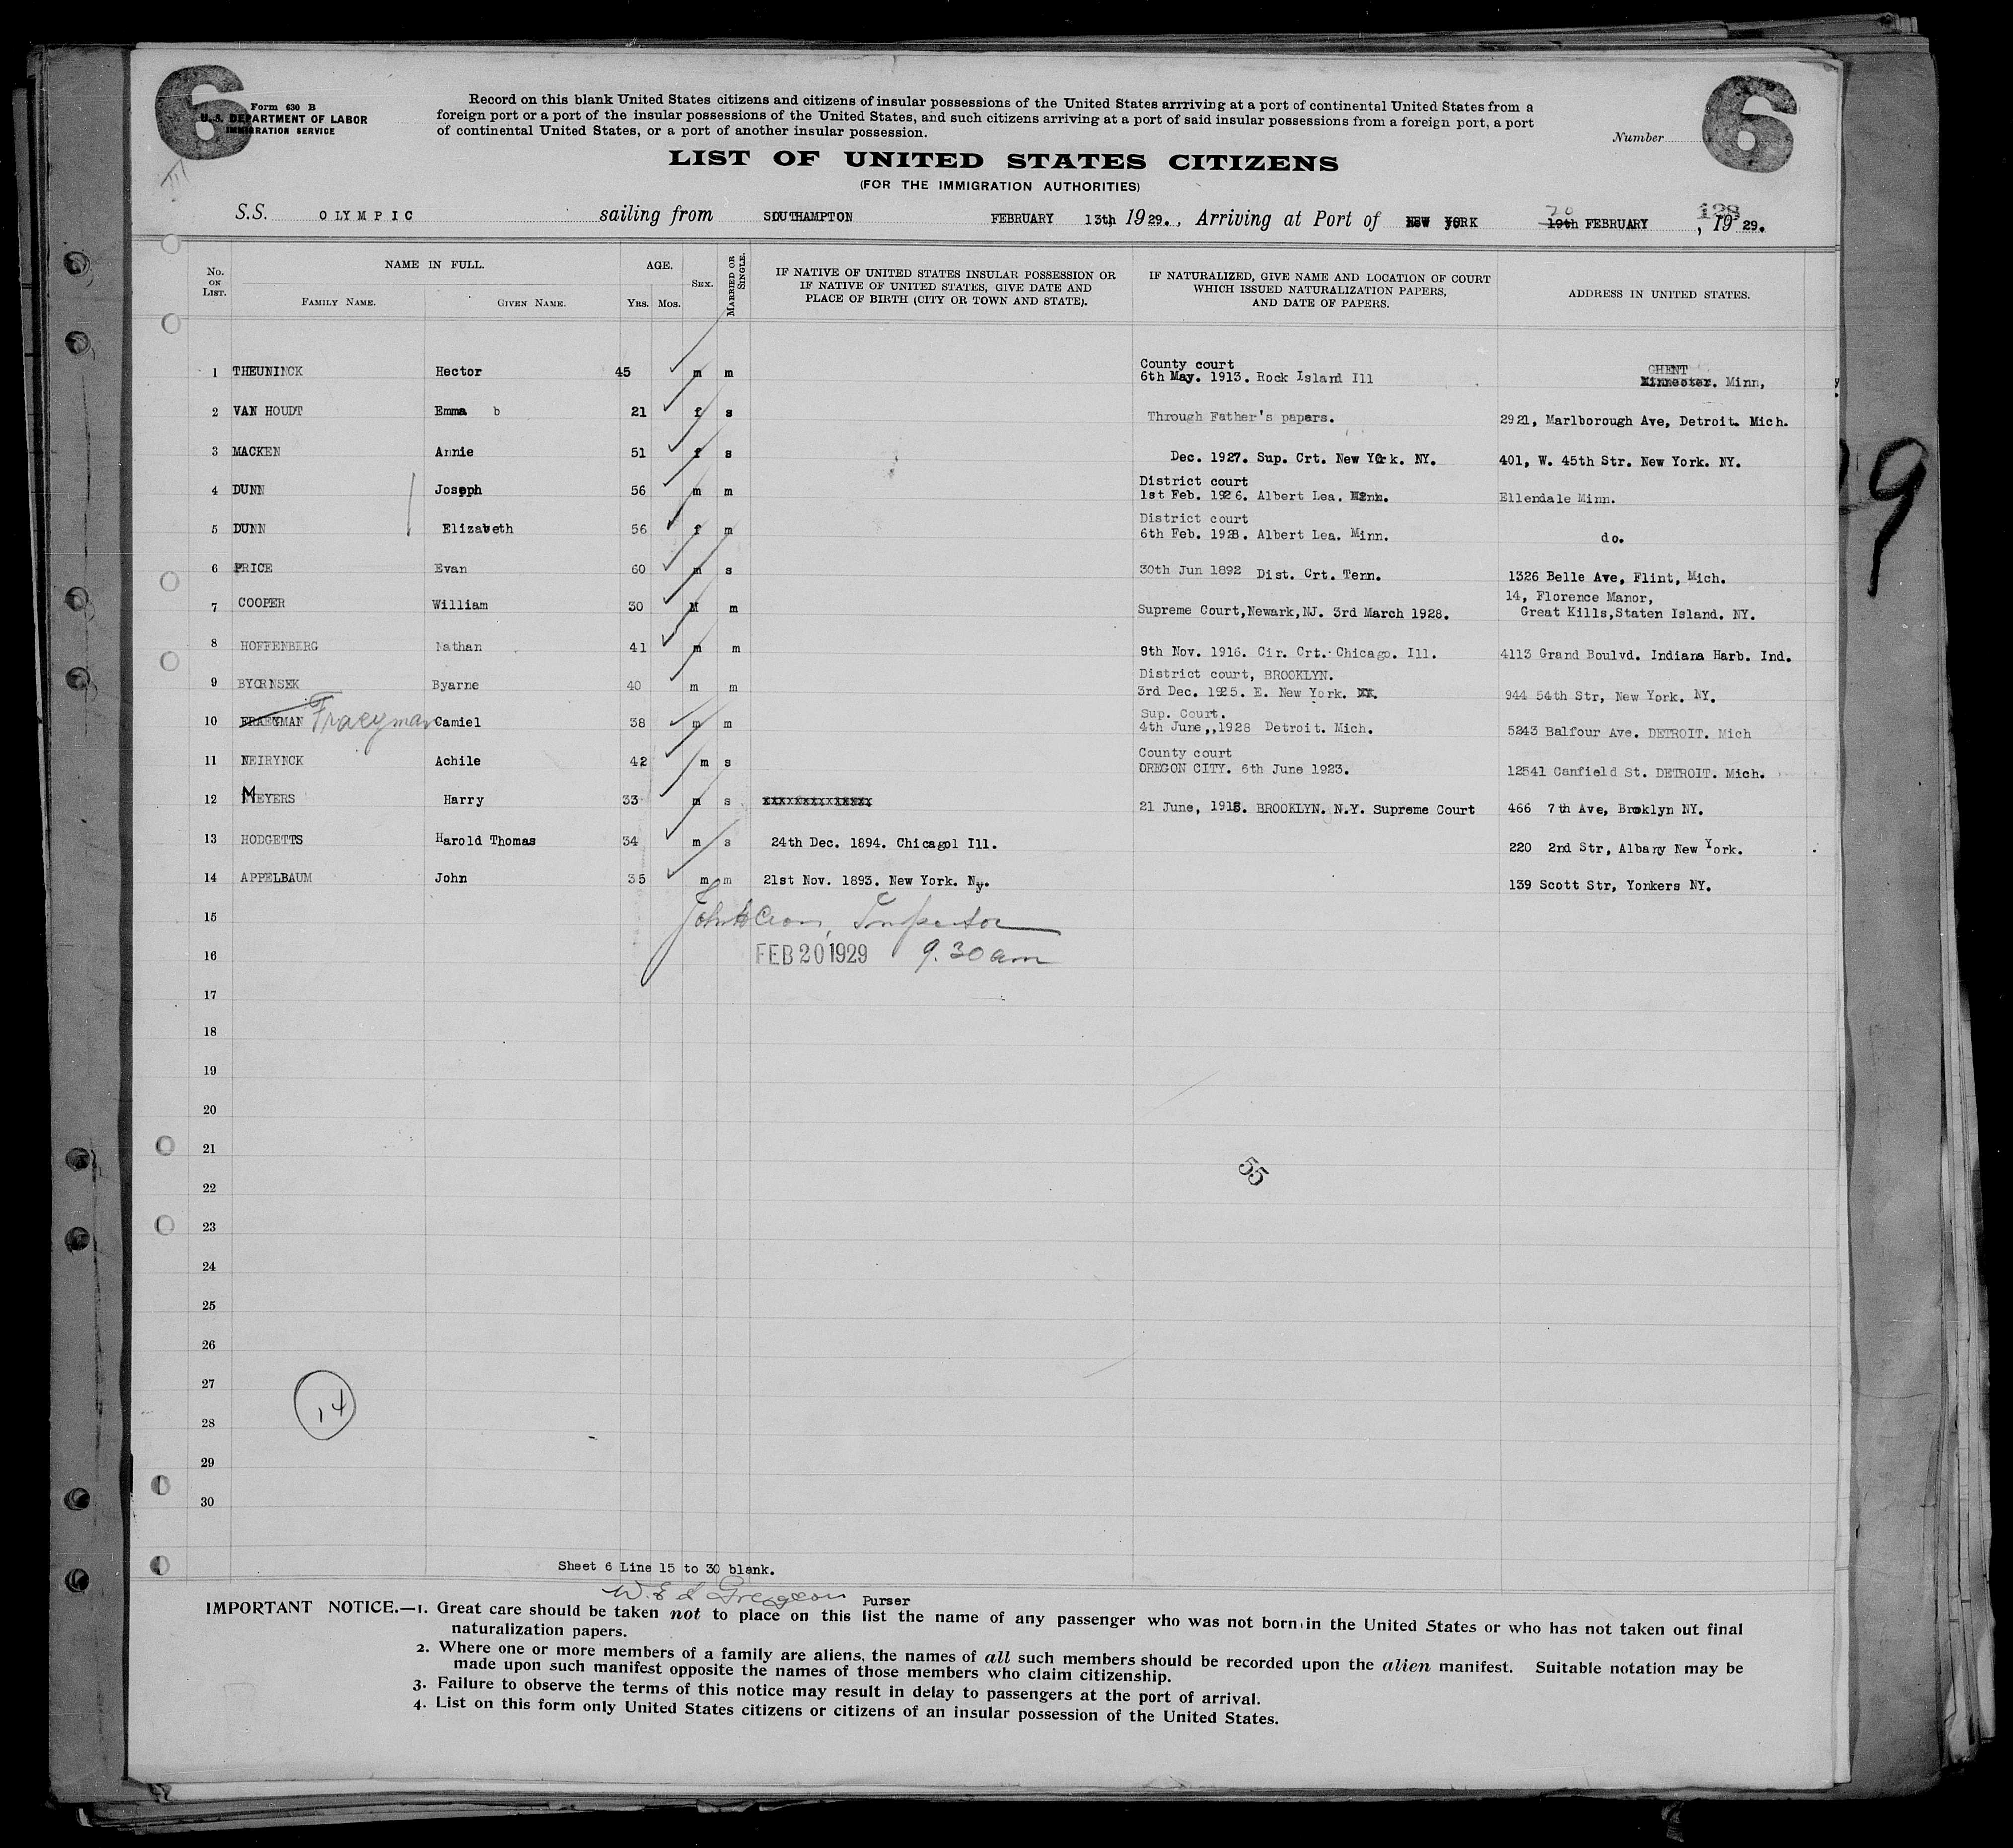 6
6
Form 630 B
U. S. DEPARTMENT OF LABOR
IMMIGRATION SERVICE
Record on this blank United States citizens and citizens of insular possessions of the United States arrriving at a port of continental United States from a
foreign port or a port of the insular possessions of the United States, and such citizens arriving at a port of said insular possessions from a foreign port, a port
of continental United States, or a port of another insular possession.
Number
III
LIST OF UNITED STATES CITIZENS
(FOR THE IMMIGRATION AUTHORITIES)
128
S.S. OLYMPIC sailing from SOUTHAMPTON FEBRUARY 13th 1929., Arriving at Port of NEW YORK 20 19th FEBRUARY, 1929.
No. ON LIST. NAME IN FULL. FAMILY NAME. GIVEN NAME. AGE. Yrs. Mos. SEX. MARRIED OR SINGLE.
IF NATIVE OF UNITED STATES INSULAR POSSESSION OR
IF NATIVE OF UNITED STATES, GIVE DATE AND
PLACE OF BIRTH (CITY OR TOWN AND STATE).
IF NATURALIZED, GIVE NAME AND LOCATION OF COURT
WHICH ISSUED NATURALIZATION PAPERS,
AND DATE OF PAPERS.
ADDRESS IN UNITED STATES.
County court GHENT
1 THEUNINCK Hector 45 m m 6th May. 1913. Rock Island Ill Minn,
2 VAN HOUDT Emma b 21 f s Through Father's papers. 2921, Marlborough Ave, Detroit. Mich.
3 MACKEN Annie 51 f s Dec. 1927. Sup. Crt. New York. NY. 401, W. 45th Str. New York. NY.
District court
4 DUNN Joseph 56 m m 1st Feb. 1926. Albert Lea. Minn. Ellendale Minn.
District court
5 DUNN Elizabeth 56 f m 6th Feb. 1928. Albert Lea. Minn. do.
6 PRICE Evan 60 m s 30th Jun 1892 Dist. Crt. Tenn. 1326 Belle Ave, Flint, Mich.
14, Florence Manor,
7 COOPER William 30 M m Supreme Court,Newark,NJ. 3rd March 1928. Great Kills,Staten Island. NY.
8 HOFFENBERG Nathan 41 m m 9th Nov. 1916. Cir. Crt. Chicago. Ill. 4113 Grand Boulvd. Indiana Harb. Ind.
District court, BROOKLYN.
9 BYORNSEK Byarne 40 m m 3rd Dec. 1925. E. New York. XX. 944 54th Str, New York. NY.
Sup. Court.
10 Fraeyman Camiel 38 m m 4th June,,1928 Detroit. Mich. 5243 Balfour Ave. DETROIT. Mich
County court
11 NEIRYNCK Achile 42 m s OREGON CITY. 6th June 1923. 12541 Canfield St. DETROIT. Mich.
12 MEYERS Harry 33 m s 21 June, 1918. BROOKLYN. N.Y. Supreme Court 466 7th Ave, Broklyn NY.
13 HODGETTS Harold Thomas 34 m s 24th Dec. 1894. Chicagol Ill. 220 2nd Str, Albany New York.
14 APPELBAUM John 35 m m 21st Nov. 1893. New York. Ny. 139 Scott Str, Yonkers NY.
15 Inspector
16 FEB 20 1929 9.30 am
17
18
19
20
21
55
22
23
24
25
26
27
14
28
29
30
Sheet 6 Line 15 to 30 blank.
Purser
IMPORTANT NOTICE.—1. Great care should be taken not to place on this list the name of any passenger who was not born in the United States or who has not taken out final
naturalization papers.
2. Where one or more members of a family are aliens, the names of all such members should be recorded upon the alien manifest. Suitable notation may be
made upon such manifest opposite the names of those members who claim citizenship.
3. Failure to observe the terms of this notice may result in delay to passengers at the port of arrival.
4. List on this form only United States citizens or citizens of an insular possession of the United States.
9